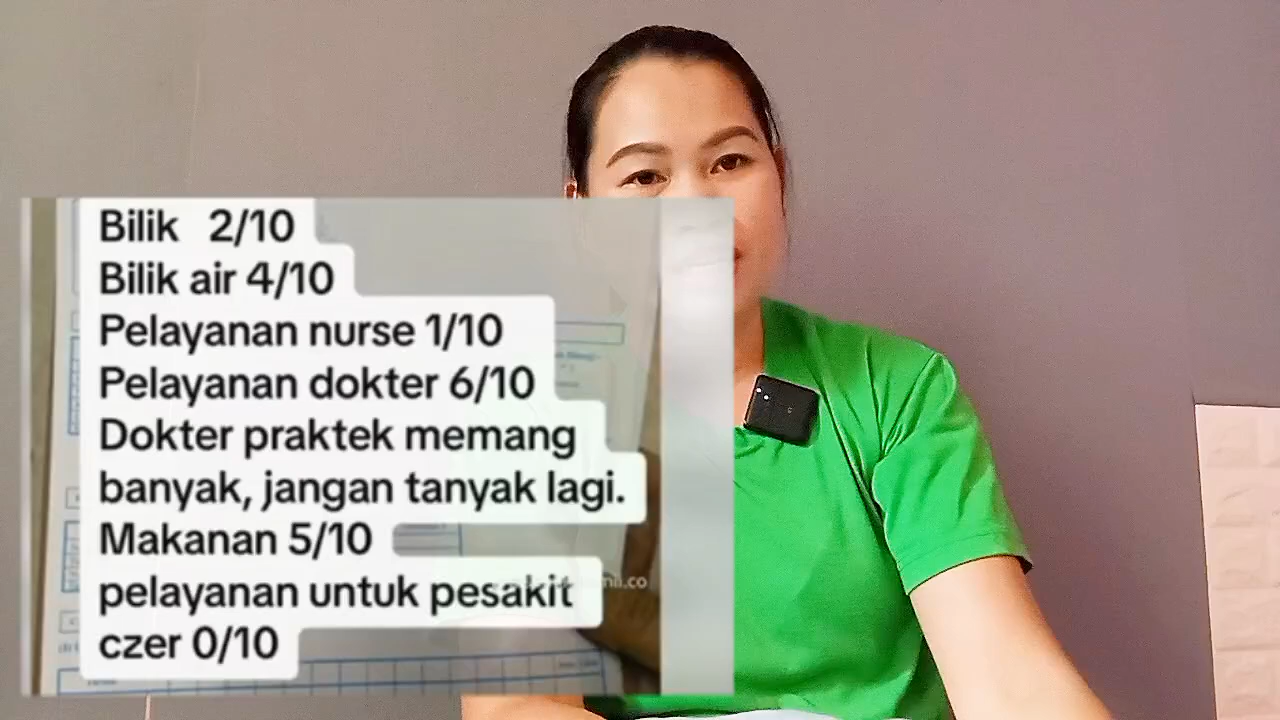 Bilik 2/10
Bilik air 4/10
Pelayanan nurse 1/10
Pelayanan dokter 6/10
Dokter praktek memang
banyak, jangan tanyak lagi.
Makanan 5/10
pelayanan untuk pesakit
czer 0/10